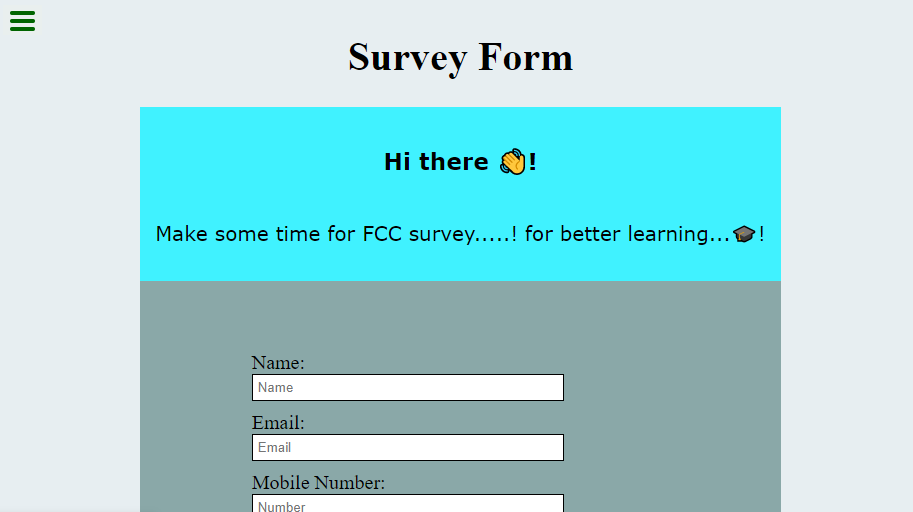 Survey Form
Hi there 👋!
Make some time for FCC survey.....! for better learning...🎓!
Name:
Name
Email:
Email
Mobile Number:
Number